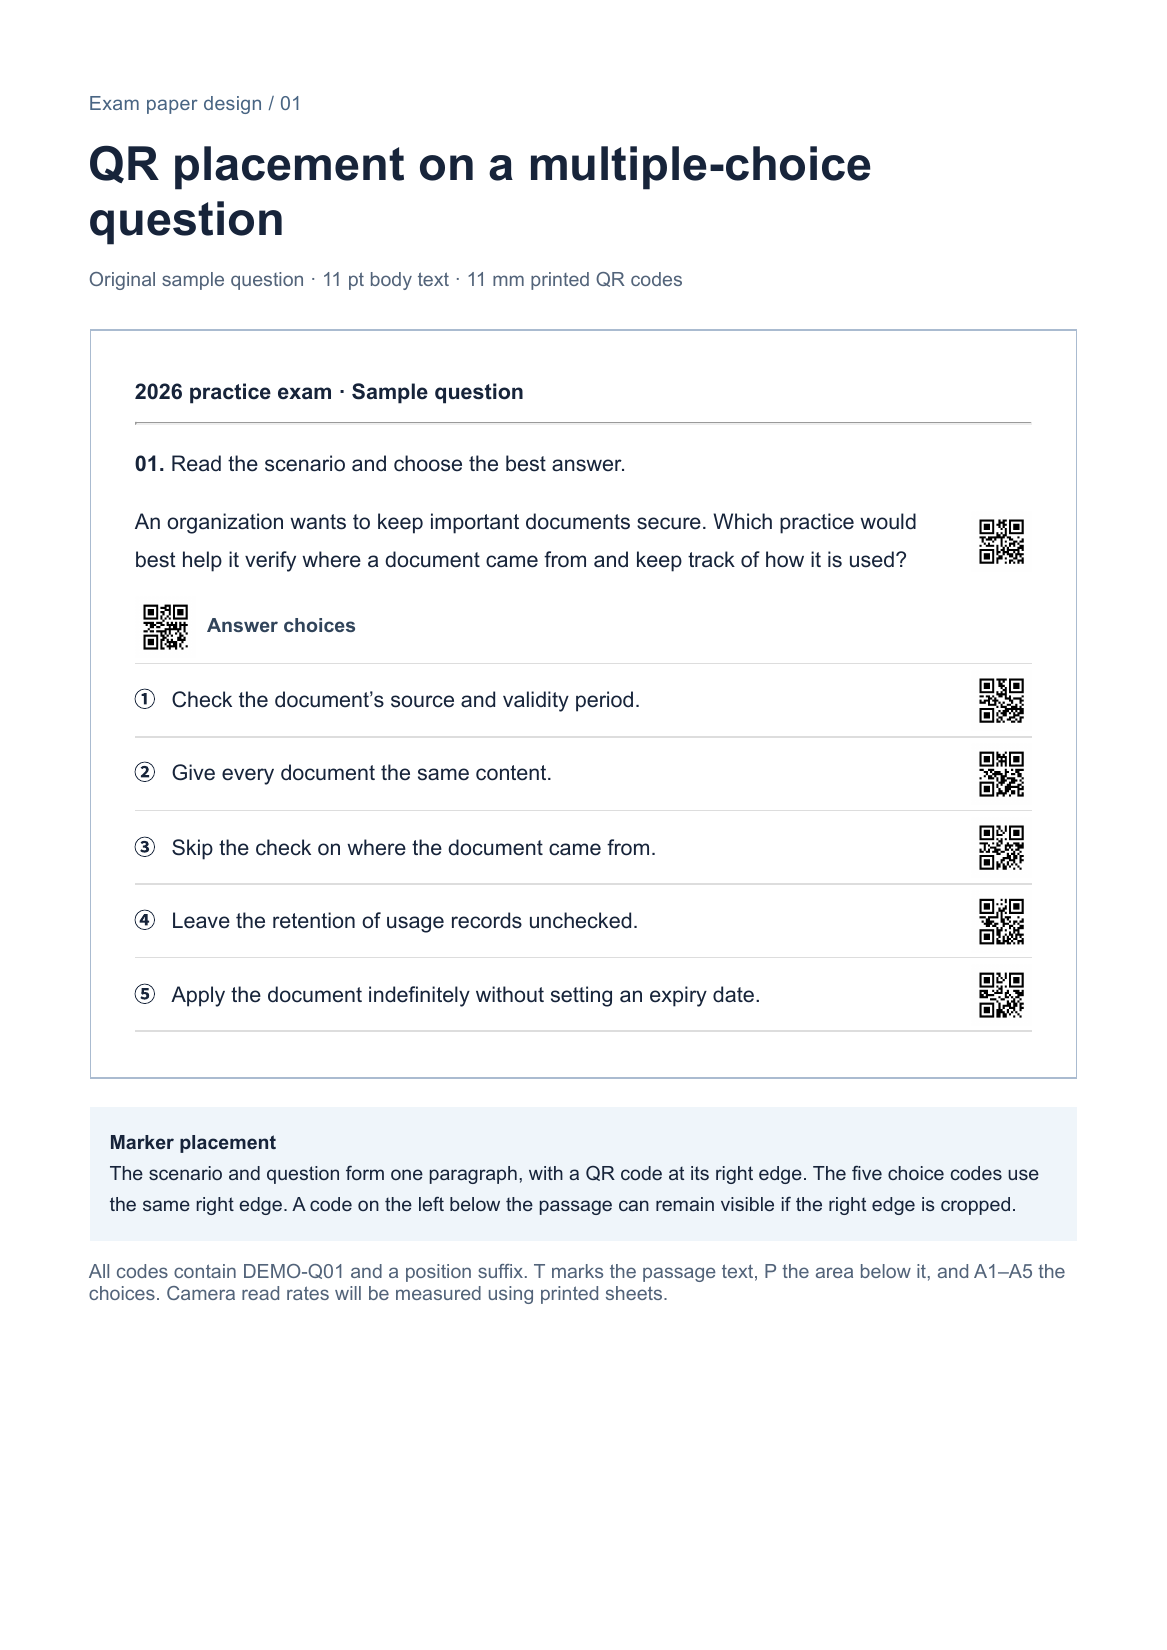 Exam paper design / 01
QR placement on a multiple-choice
question
Original sample question · 11 pt body text · 11 mm printed QR codes
2026 practice exam · Sample question
01. Read the scenario and choose the best answer.
An organization wants to keep important documents secure. Which practice would
best help it verify where a document came from and keep track of how it is used?
Answer choices
① Check the document’s source and validity period.
② Give every document the same content.
③ Skip the check on where the document came from.
④ Leave the retention of usage records unchecked.
⑤ Apply the document indefinitely without setting an expiry date.
Marker placement
The scenario and question form one paragraph, with a QR code at its right edge. The five choice codes use
the same right edge. A code on the left below the passage can remain visible if the right edge is cropped.
All codes contain DEMO-Q01 and a position suffix. T marks the passage text, P the area below it, and A1–A5 the
choices. Camera read rates will be measured using printed sheets.